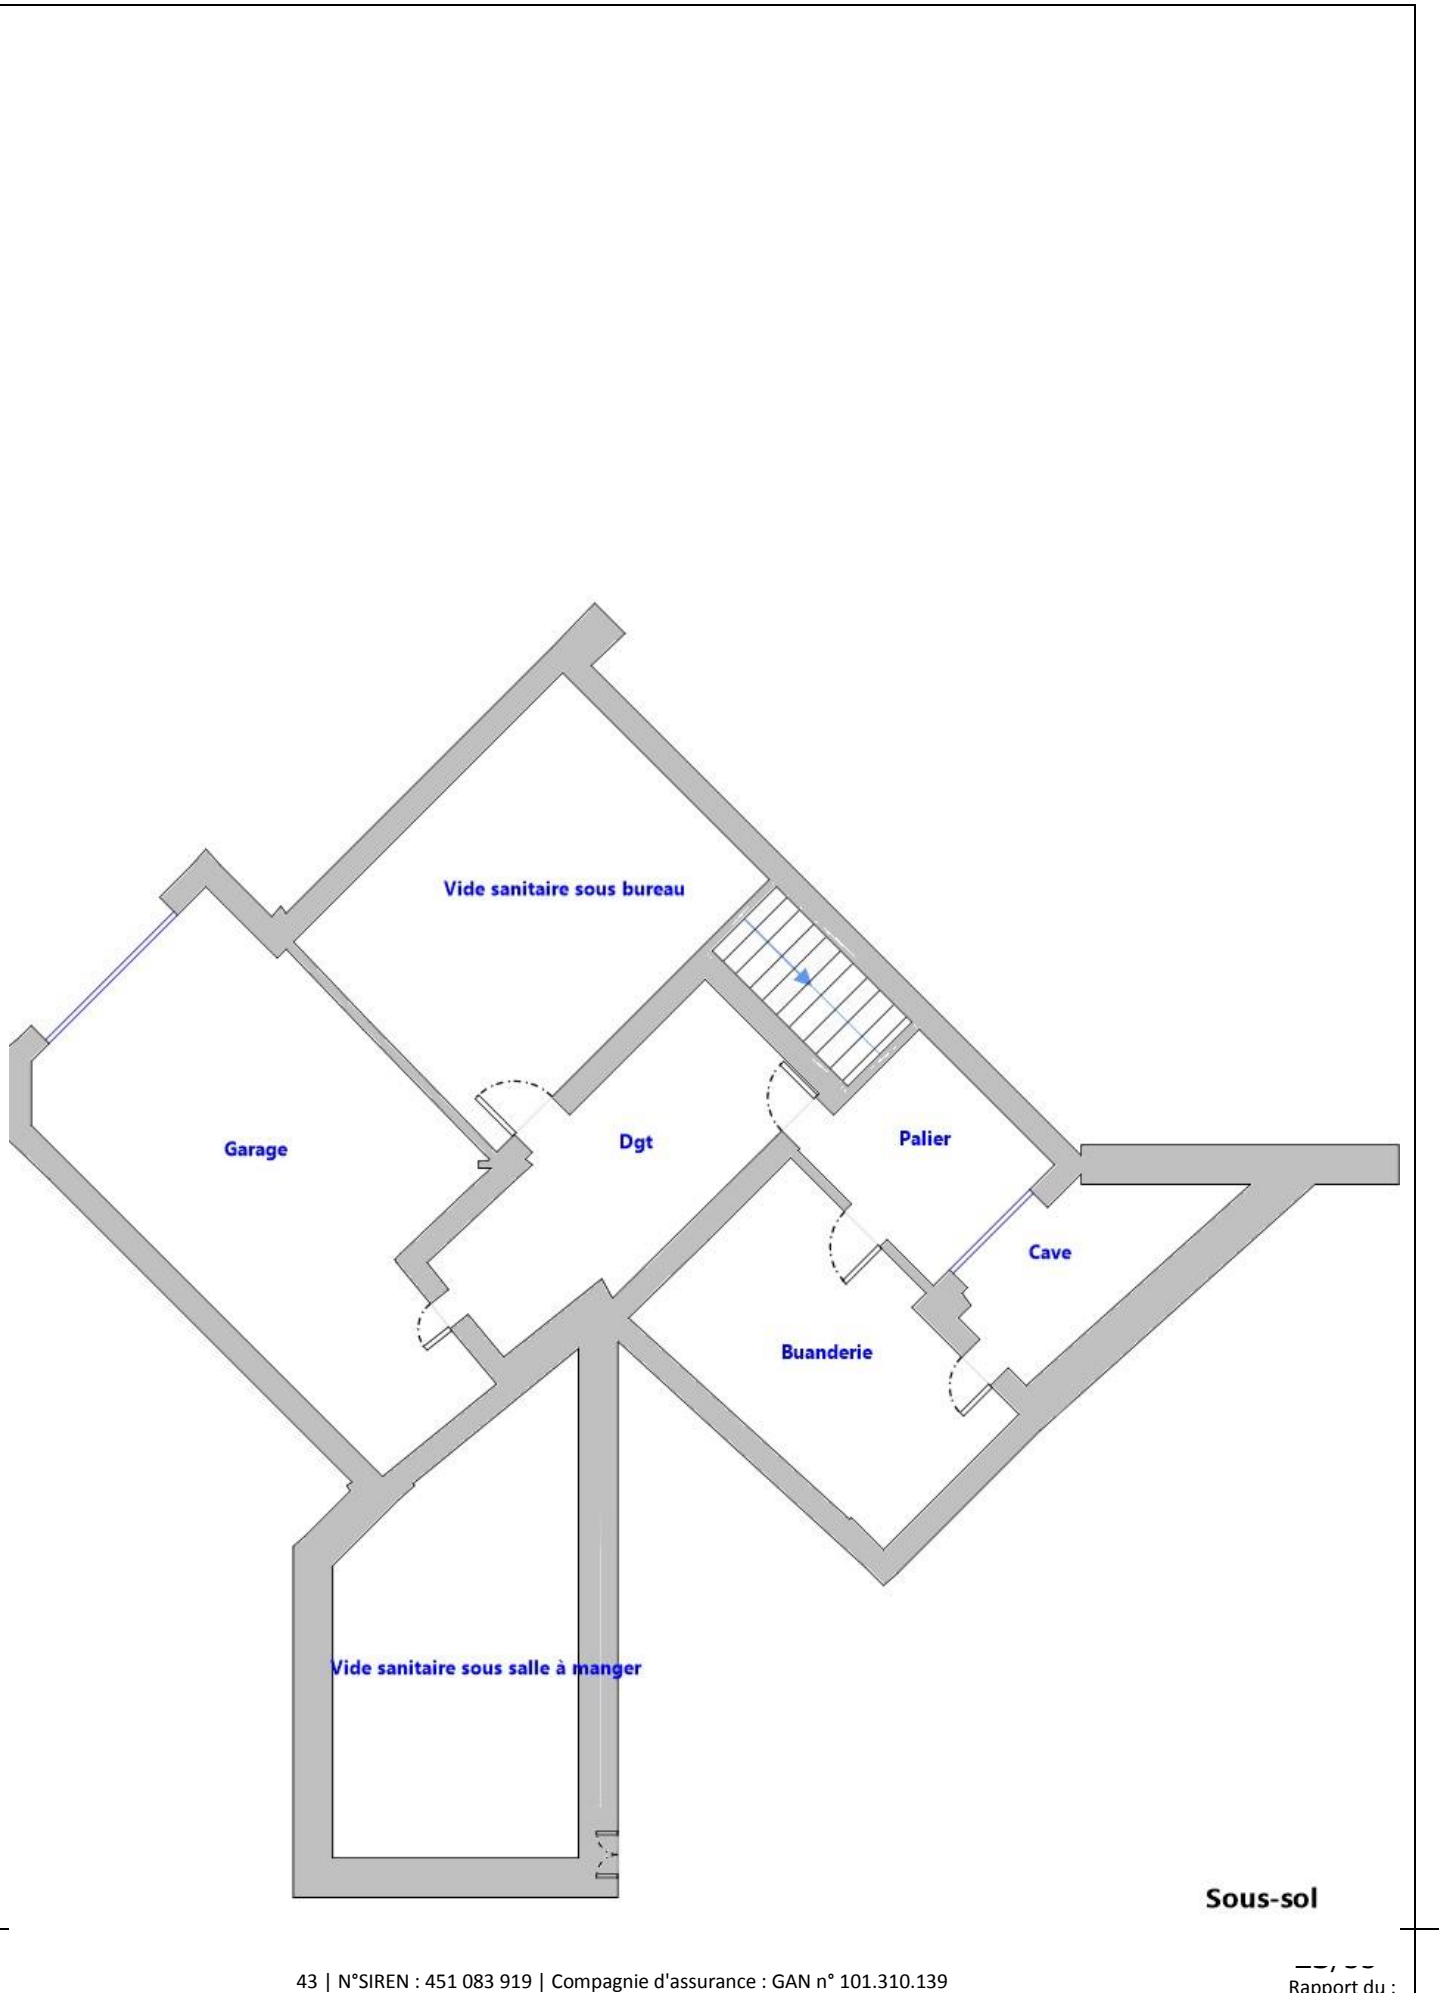 Vide sanitaire sous bureau
Garage
Dgt
Palier
Cave
Buanderie
Vide sanitaire sous salle à manger
Sous-sol
43 | N°SIREN : 451 083 919 | Compagnie d'assurance : GAN n° 101.310.139
Rapport du :